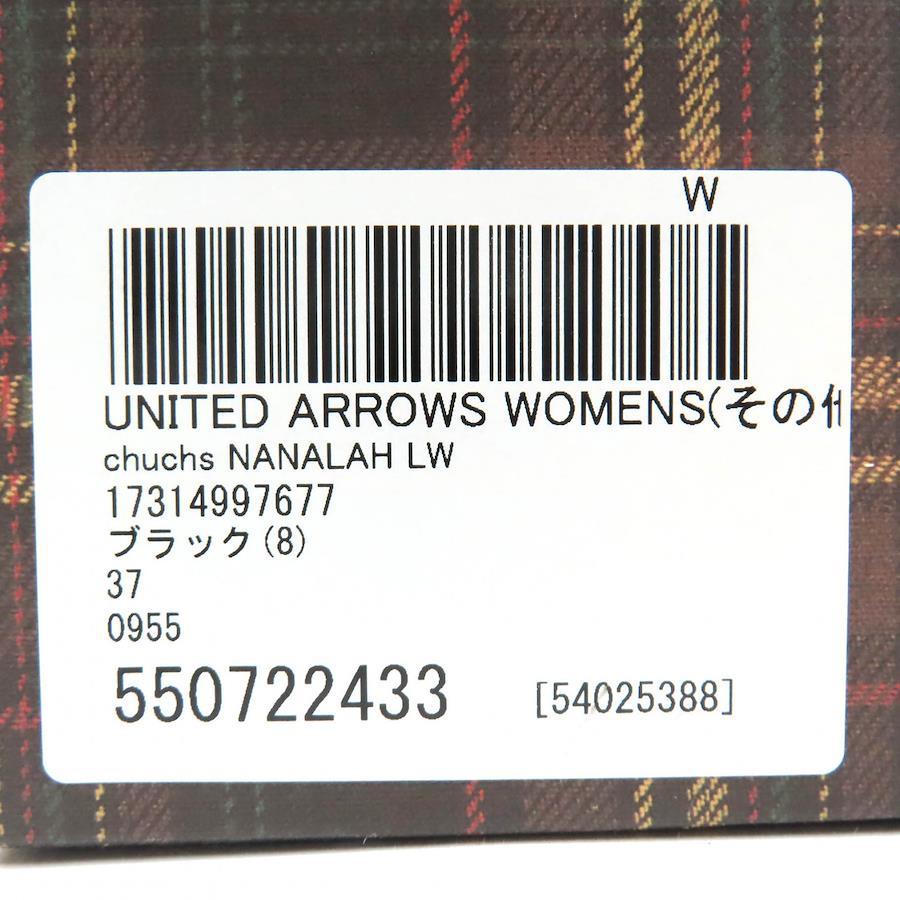 W
UNITED ARROWS WOMENS(その
chuchs NANALAH LW
17314997677
ブラック(8)
37
0955
550722433 [54025388]